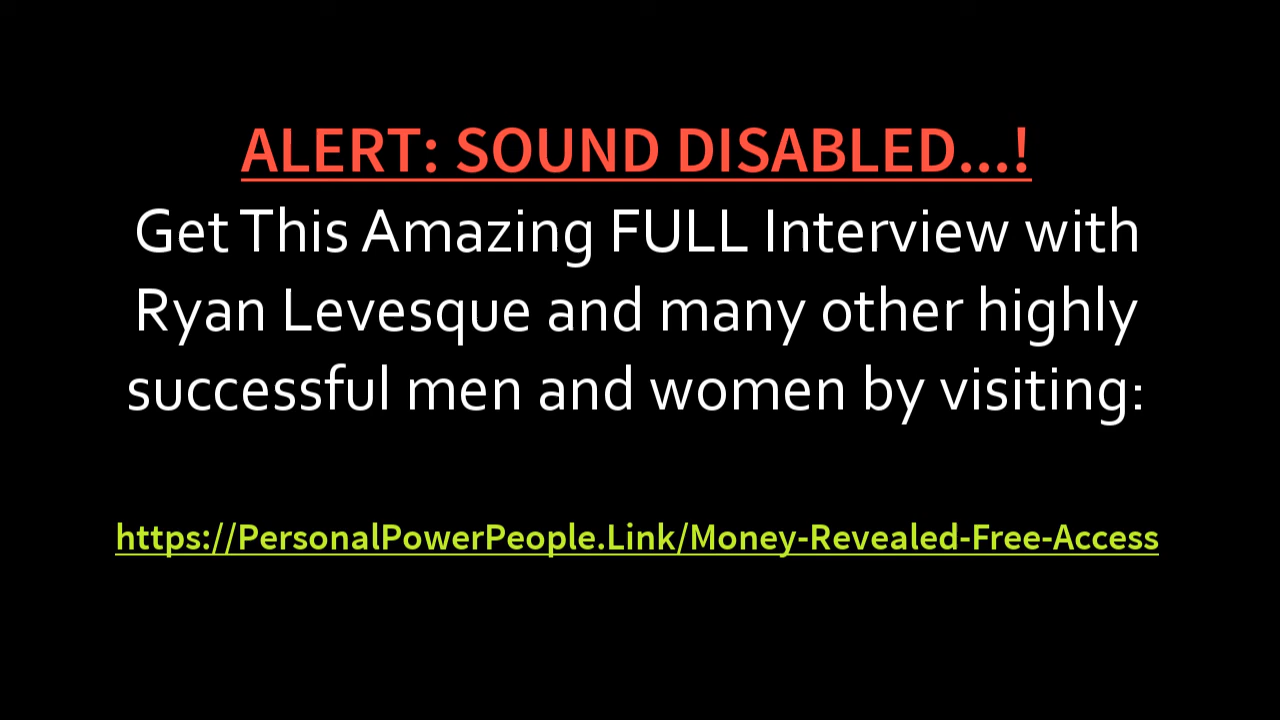 ALERT: SOUND DISABLED...!
Get This Amazing FULL Interview with
Ryan Levesque and many other highly
successful men and women by visiting:
https://PersonalPowerPeople.Link/Money-Revealed-Free-Access